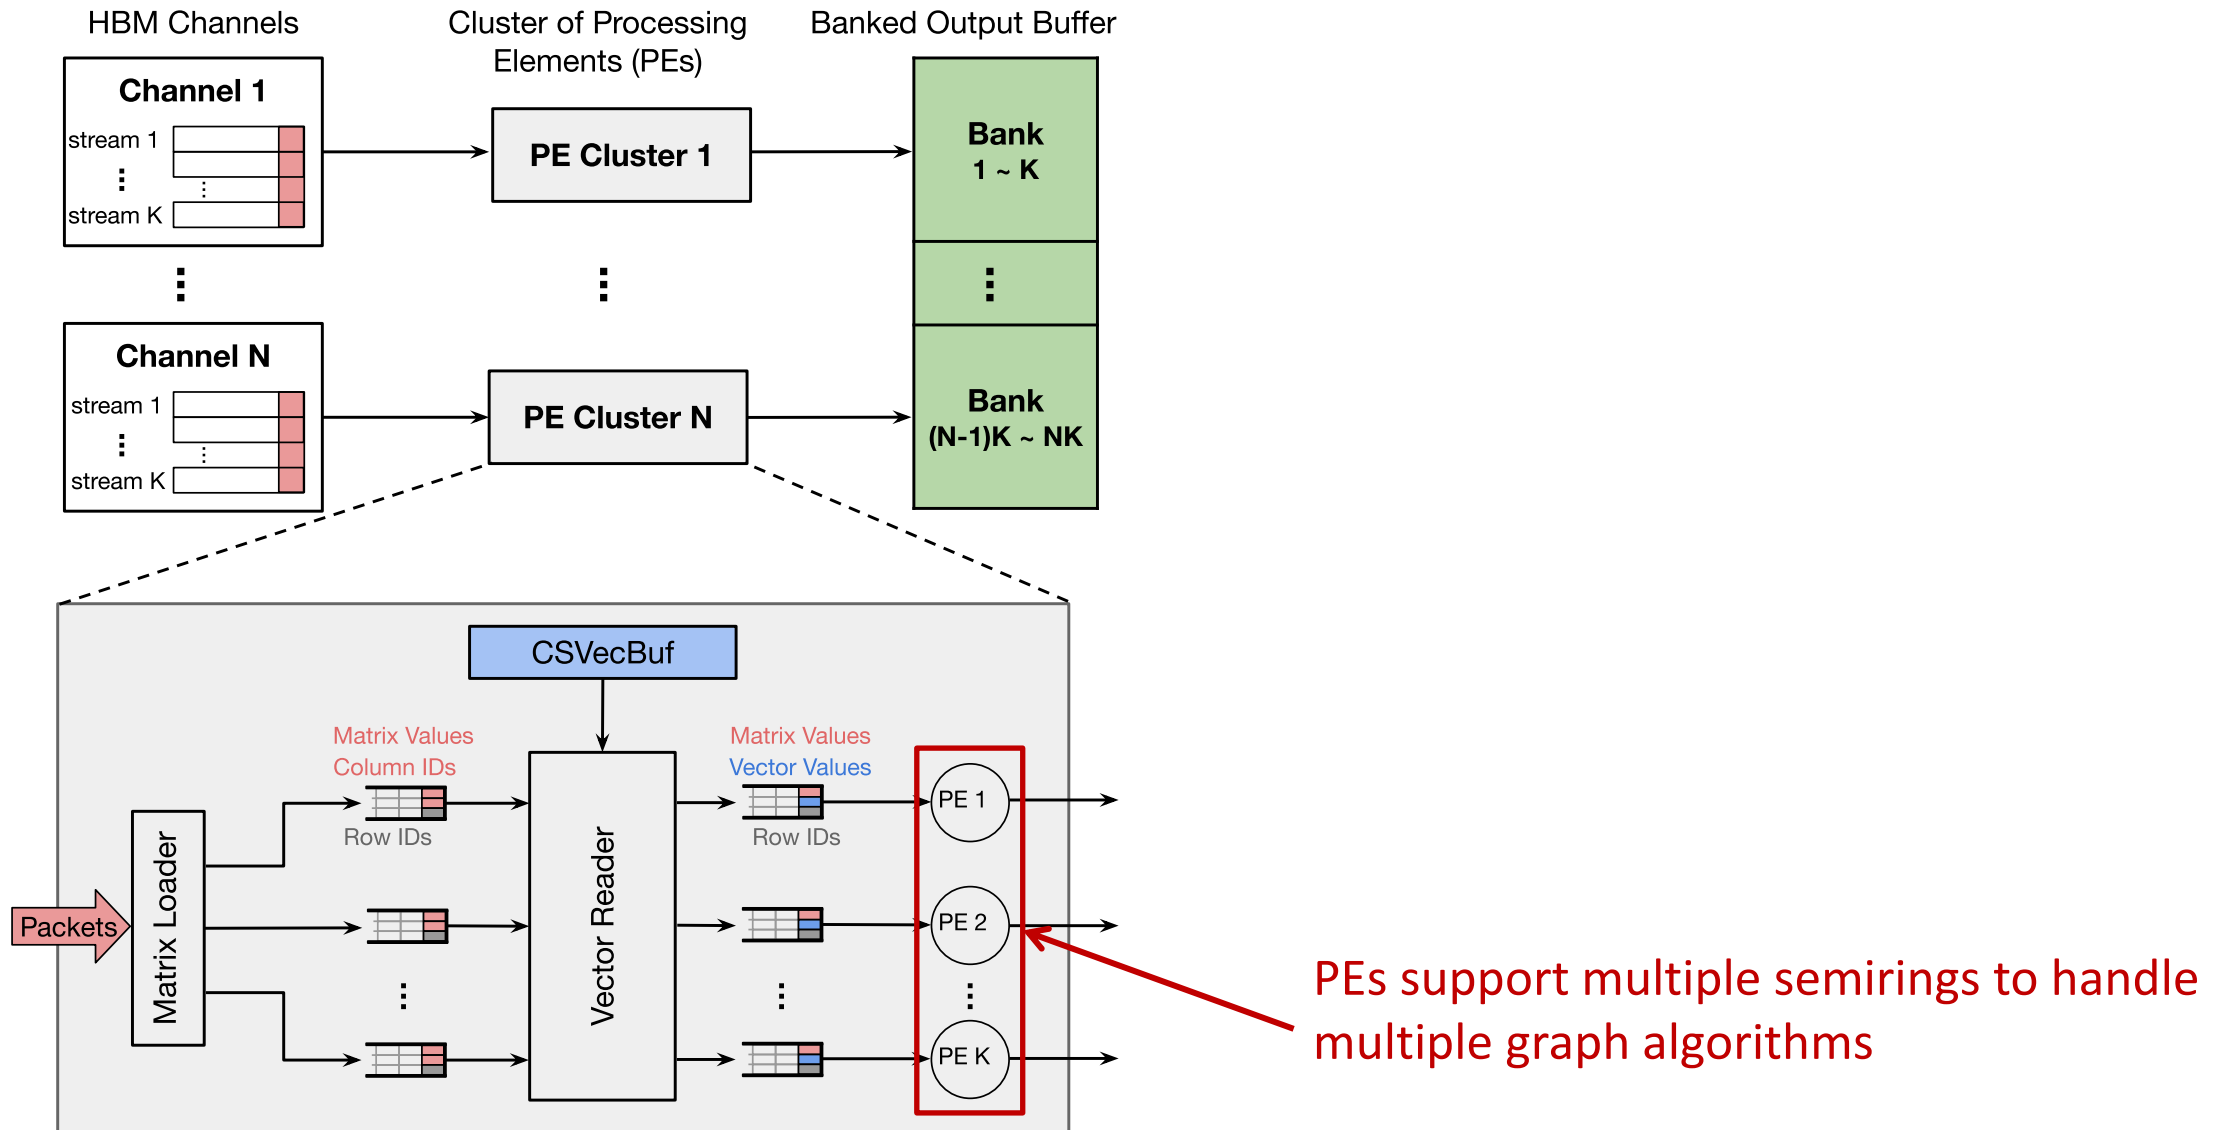 HBM Channels
Cluster of Processing
Elements (PEs)
Banked Output Buffer
Channel 1
stream 1
stream K
PE Cluster 1
Bank
1 ~ K
Channel N
stream 1
stream K
PE Cluster N
Bank
(N-1)K ~ NK
CSVecBuf
Matrix Values
Column IDs
Row IDs
Matrix Values
Vector Values
Row IDs
Packets
Matrix Loader
Vector Reader
PE 1
PE 2
PE K
PEs support multiple semirings to handle
multiple graph algorithms